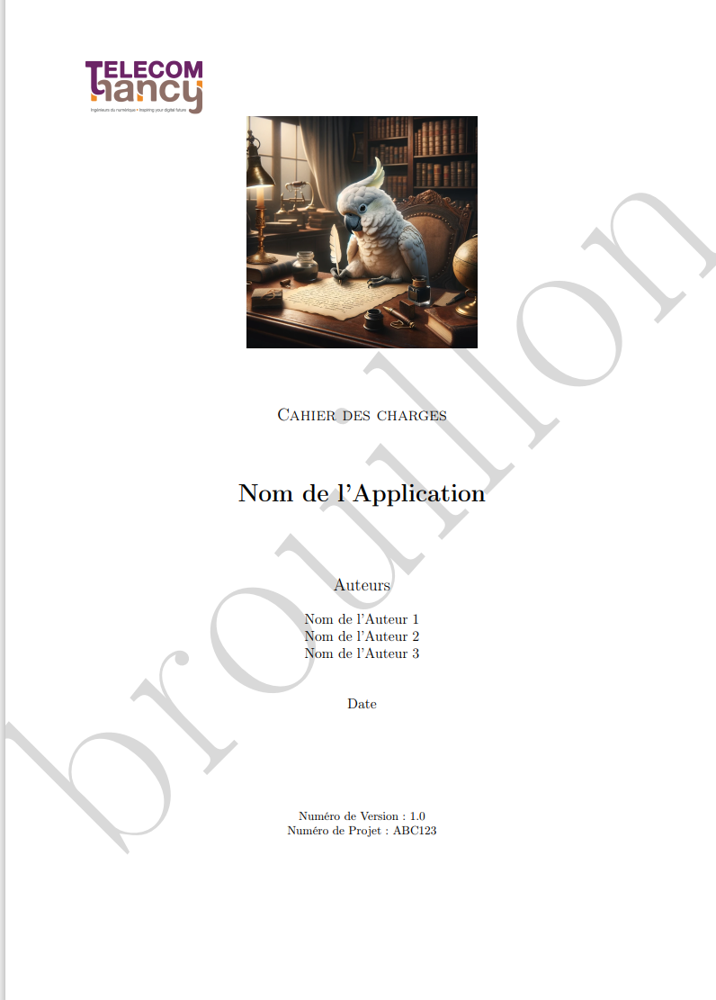 TELECOM
nancy
Ingénieurs du numérique • Inspiring your digital future
Cahier des charges
Nom de l'Application
Auteurs
Nom de l'Auteur 1
Nom de l'Auteur 2
Nom de l'Auteur 3
Date
Numéro de Version : 1.0
Numéro de Projet : ABC123
brouillon